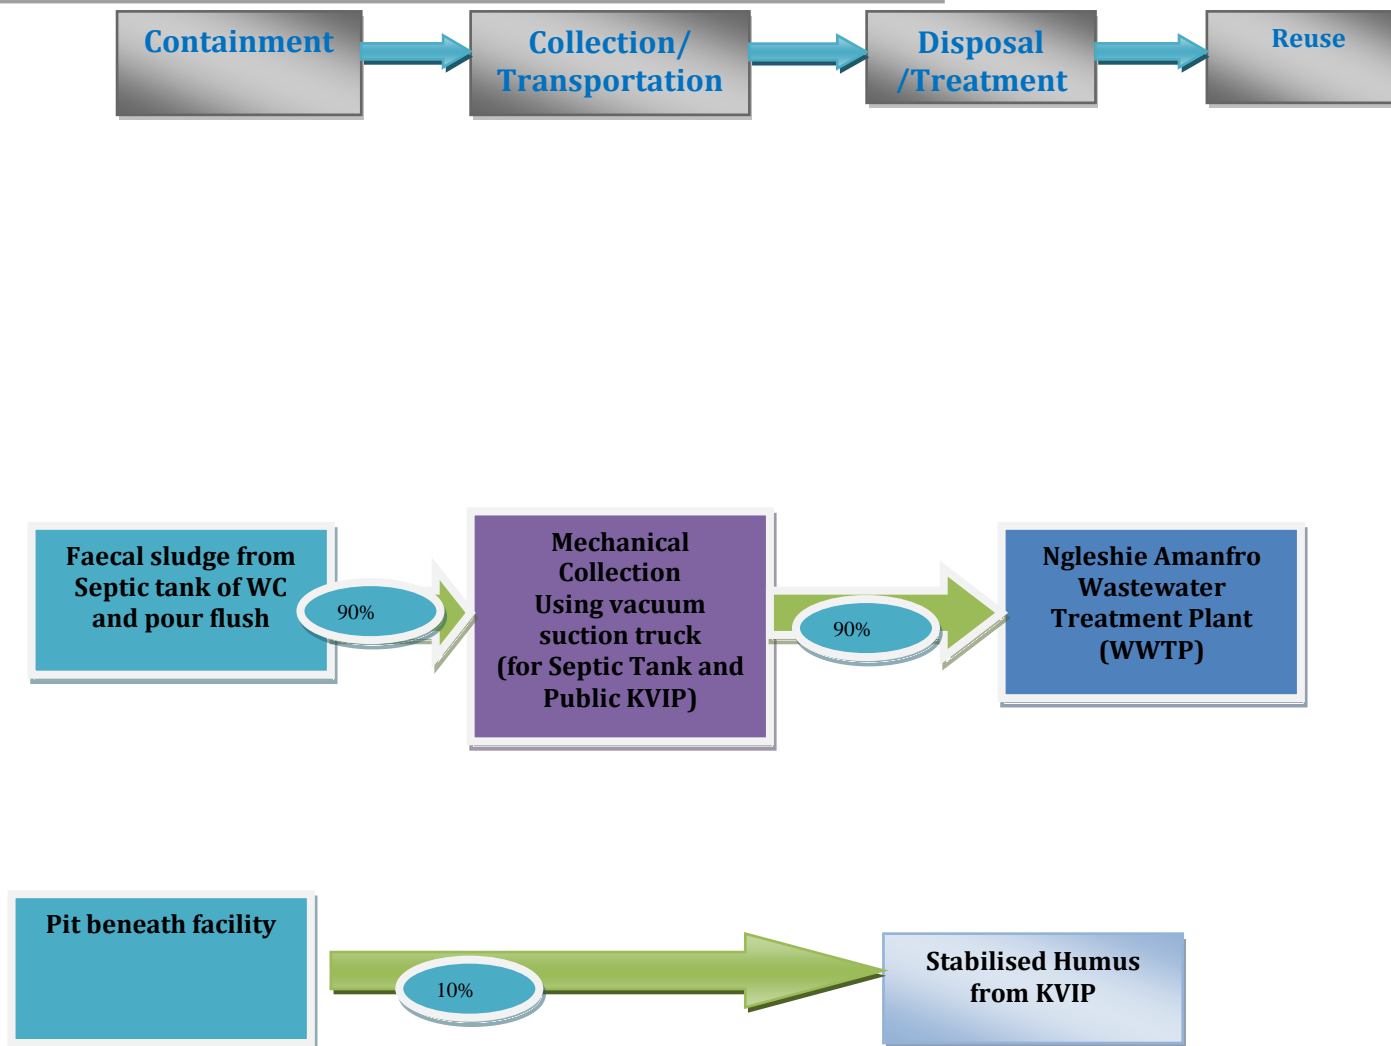 Containment
Collection/
Transportation
Disposal
/Treatment
Reuse
Faecal sludge from
Septic tank of WC
and pour flush
90%
Mechanical
Collection
Using vacuum
suction truck
(for Septic Tank and
Public KVIP)
90%
Ngleshie Amanfro
Wastewater
Treatment Plant
(WWTP)
Pit beneath facility
10%
Stabilised Humus
from KVIP